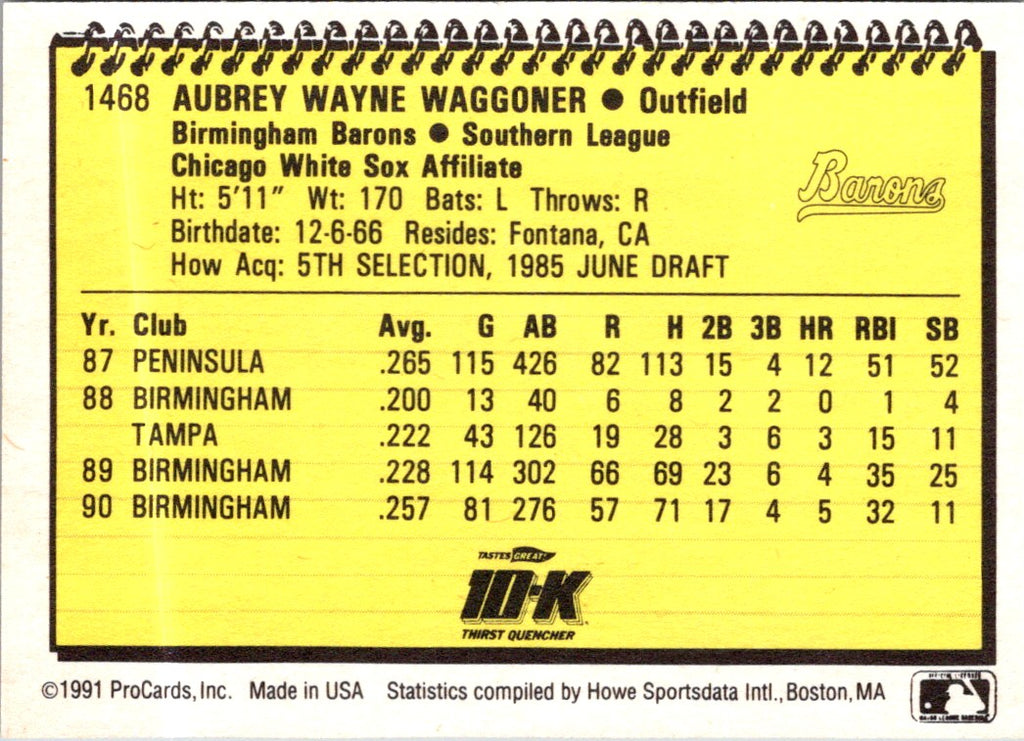 1468 AUBREY WAYNE WAGGONER ● Outfield
Birmingham Barons ● Southern League
Chicago White Sox Affiliate
Ht: 5'11" Wt: 170 Bats: L Throws: R
Birthdate: 12-6-66 Resides: Fontana, CA
How Acq: 5TH SELECTION, 1985 JUNE DRAFT
Barons
Yr. Club Avg. G AB R H 2B 3B HR RBI SB
87 PENINSULA .265 115 426 82 113 15 4 12 51 52
88 BIRMINGHAM .200 13 40 6 8 2 2 0 1 4
TAMPA .222 43 126 19 28 3 6 3 15 11
89 BIRMINGHAM .228 114 302 66 69 23 6 4 35 25
90 BIRMINGHAM .257 81 276 57 71 17 4 5 32 11
TASTES GREAT!
10-K
THIRST QUENCHER
©1991 ProCards, Inc. Made in USA Statistics compiled by Howe Sportsdata Intl., Boston, MA